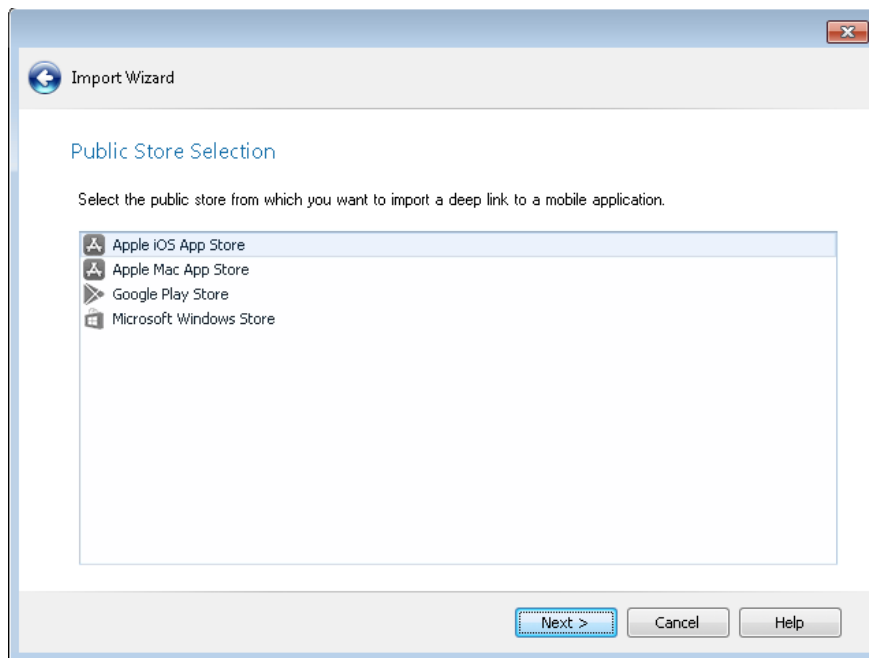 Import Wizard
Public Store Selection
Select the public store from which you want to import a deep link to a mobile application.
Apple iOS App Store
Apple Mac App Store
Google Play Store
Microsoft Windows Store
Next >
Cancel
Help